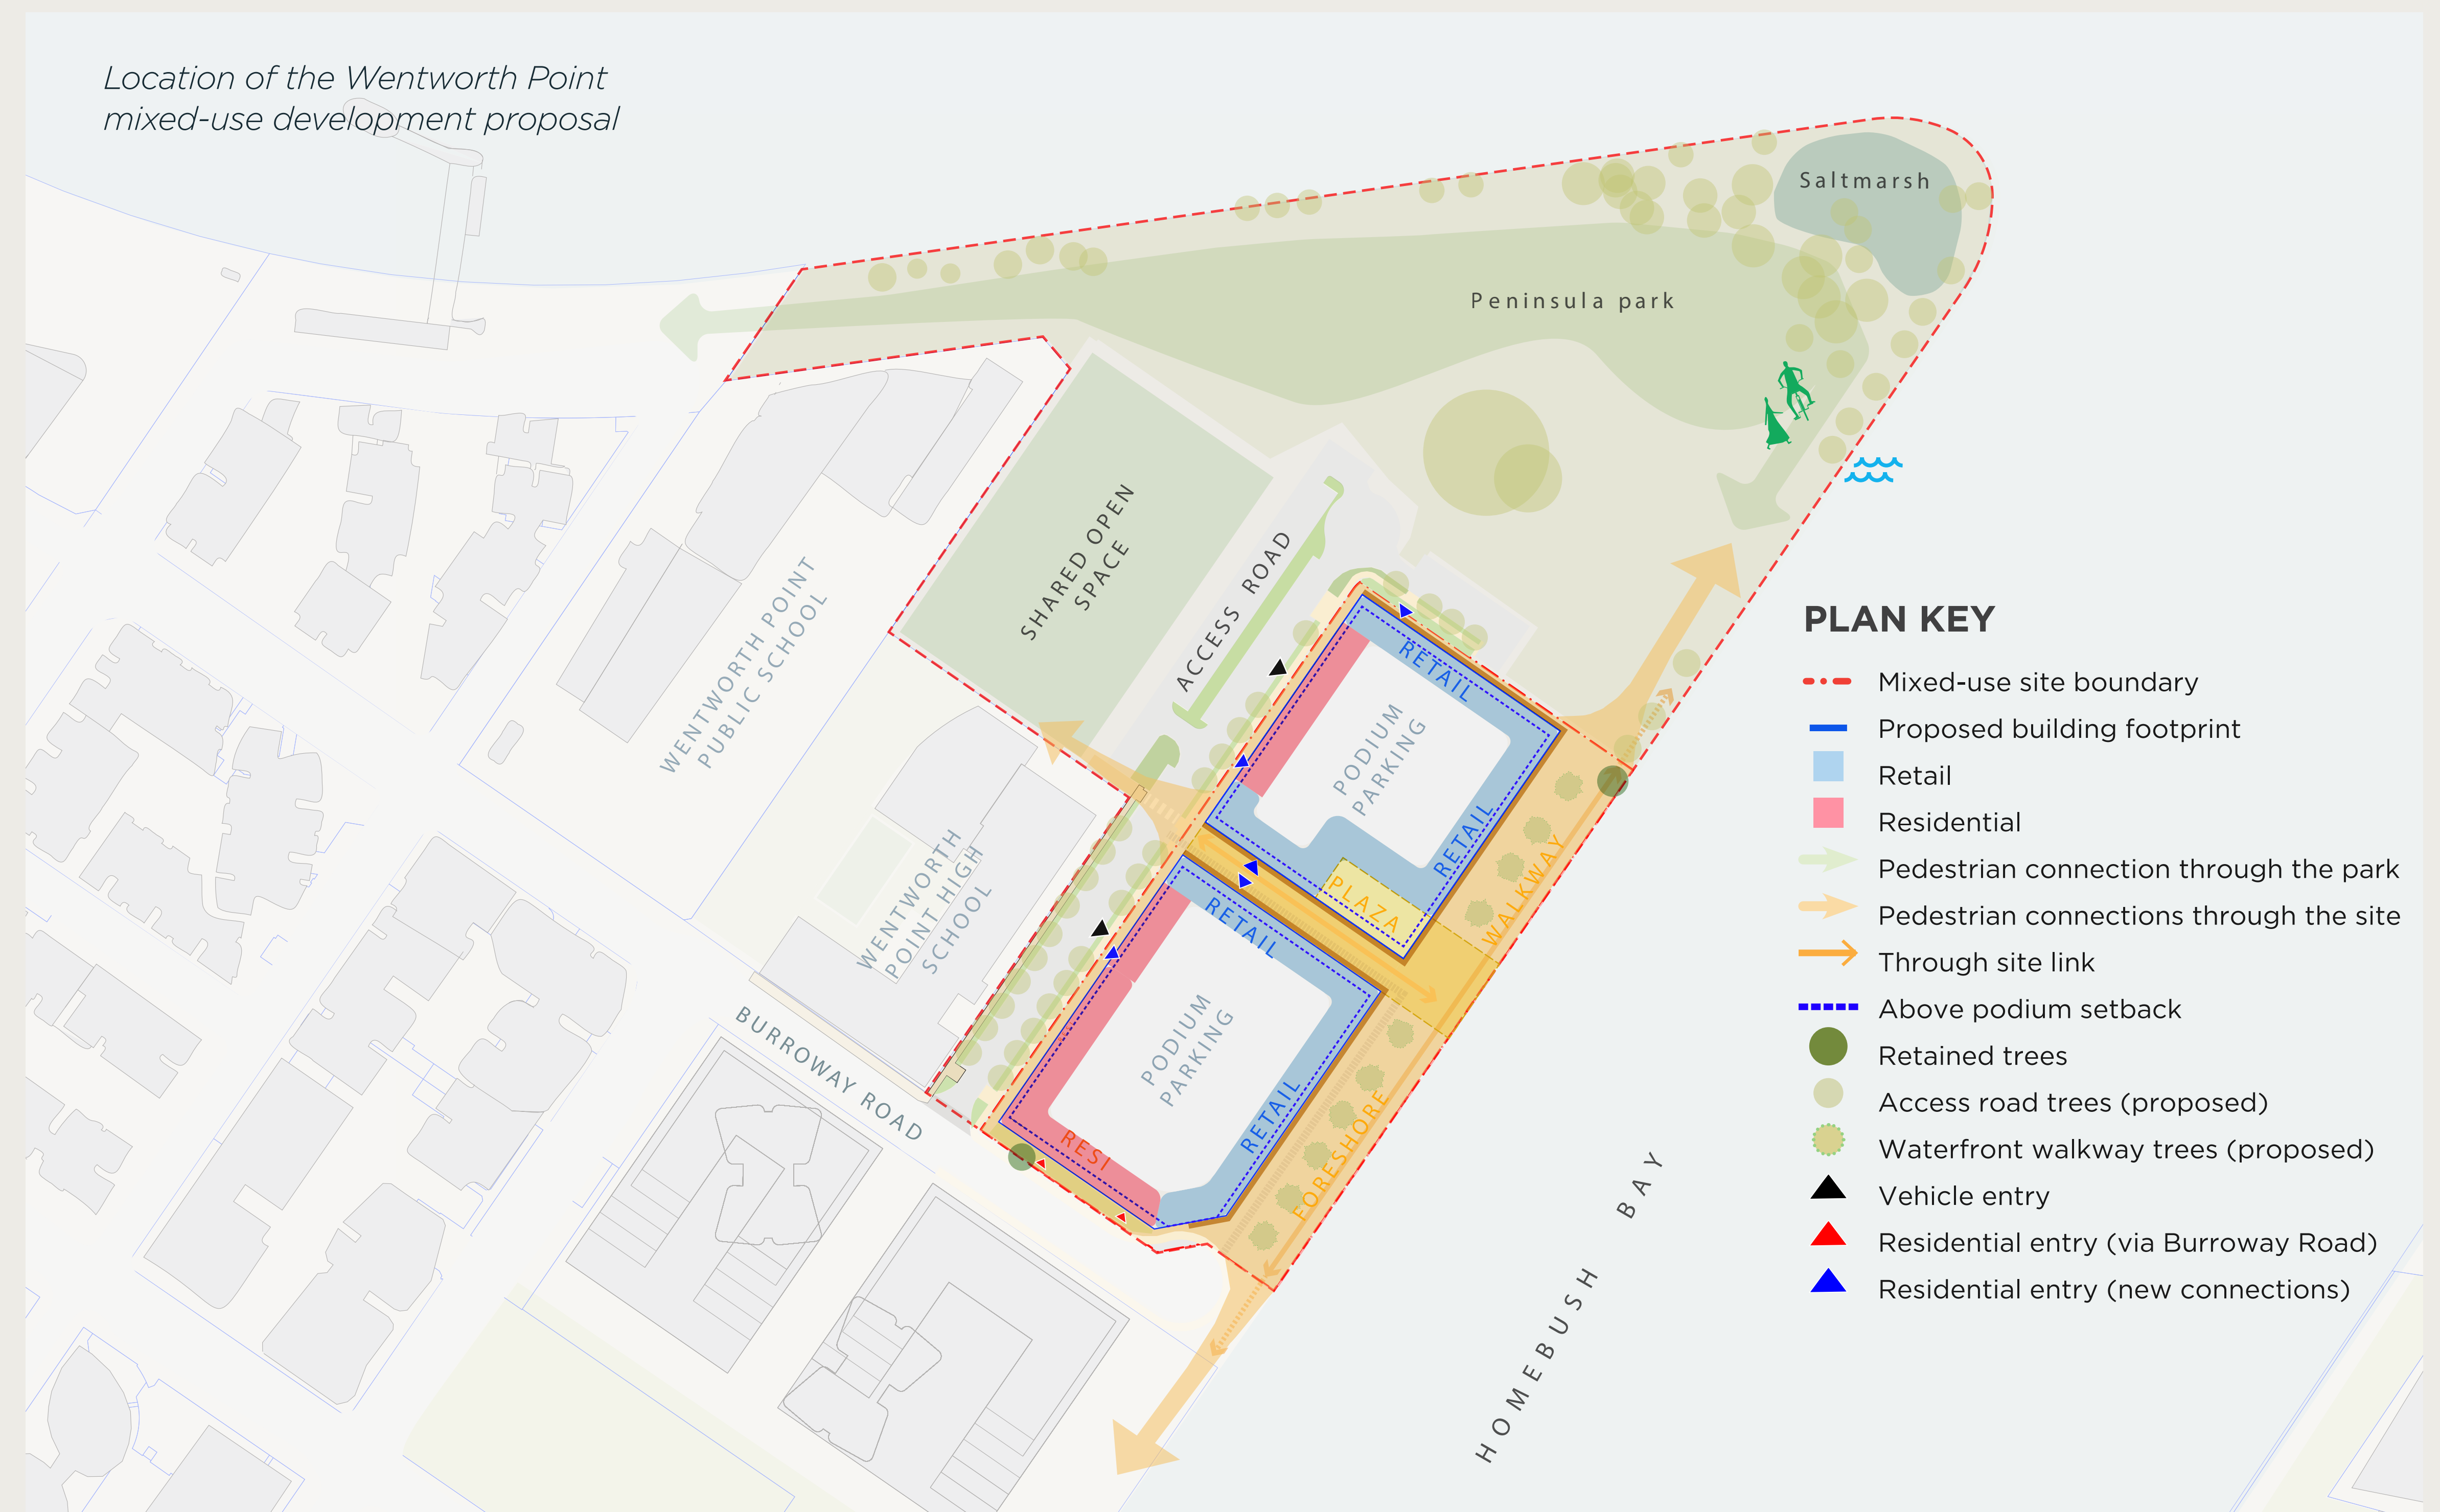 Location of the Wentworth Point
mixed-use development proposal
Saltmarsh
Peninsula park
SHARED OPEN
SPACE
ACCESS ROAD
WENTWORTH POINT
PUBLIC SCHOOL
RETAIL
PODIUM
PARKING
RETAIL
PLAZA
WALKWAY
WENTWORTH
POINT HIGH
SCHOOL
RETAIL
PODIUM
PARKING
RETAIL
RESI
FORESHORE
BURROWAY ROAD
HOMEBUSH BAY
PLAN KEY
Mixed-use site boundary
Proposed building footprint
Retail
Residential
Pedestrian connection through the park
Pedestrian connections through the site
Through site link
Above podium setback
Retained trees
Access road trees (proposed)
Waterfront walkway trees (proposed)
Vehicle entry
Residential entry (via Burroway Road)
Residential entry (new connections)